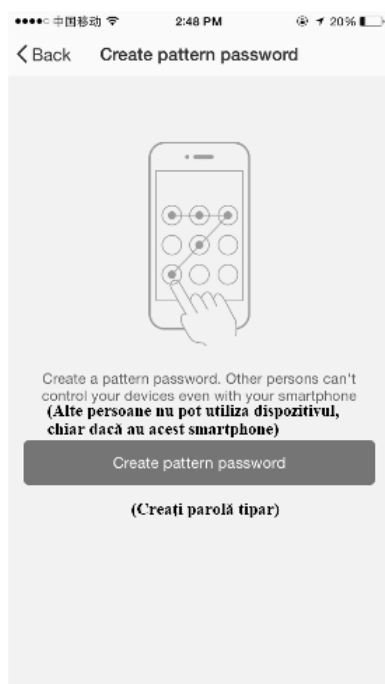 中国移动 2:48 PM 20%
Back Create pattern password
Create a pattern password. Other persons can't
control your devices even with your smartphone
(Alte persoane nu pot utiliza dispozitivul,
chiar dacă au acest smartphone)
Create pattern password
(Creați parolă tipar)